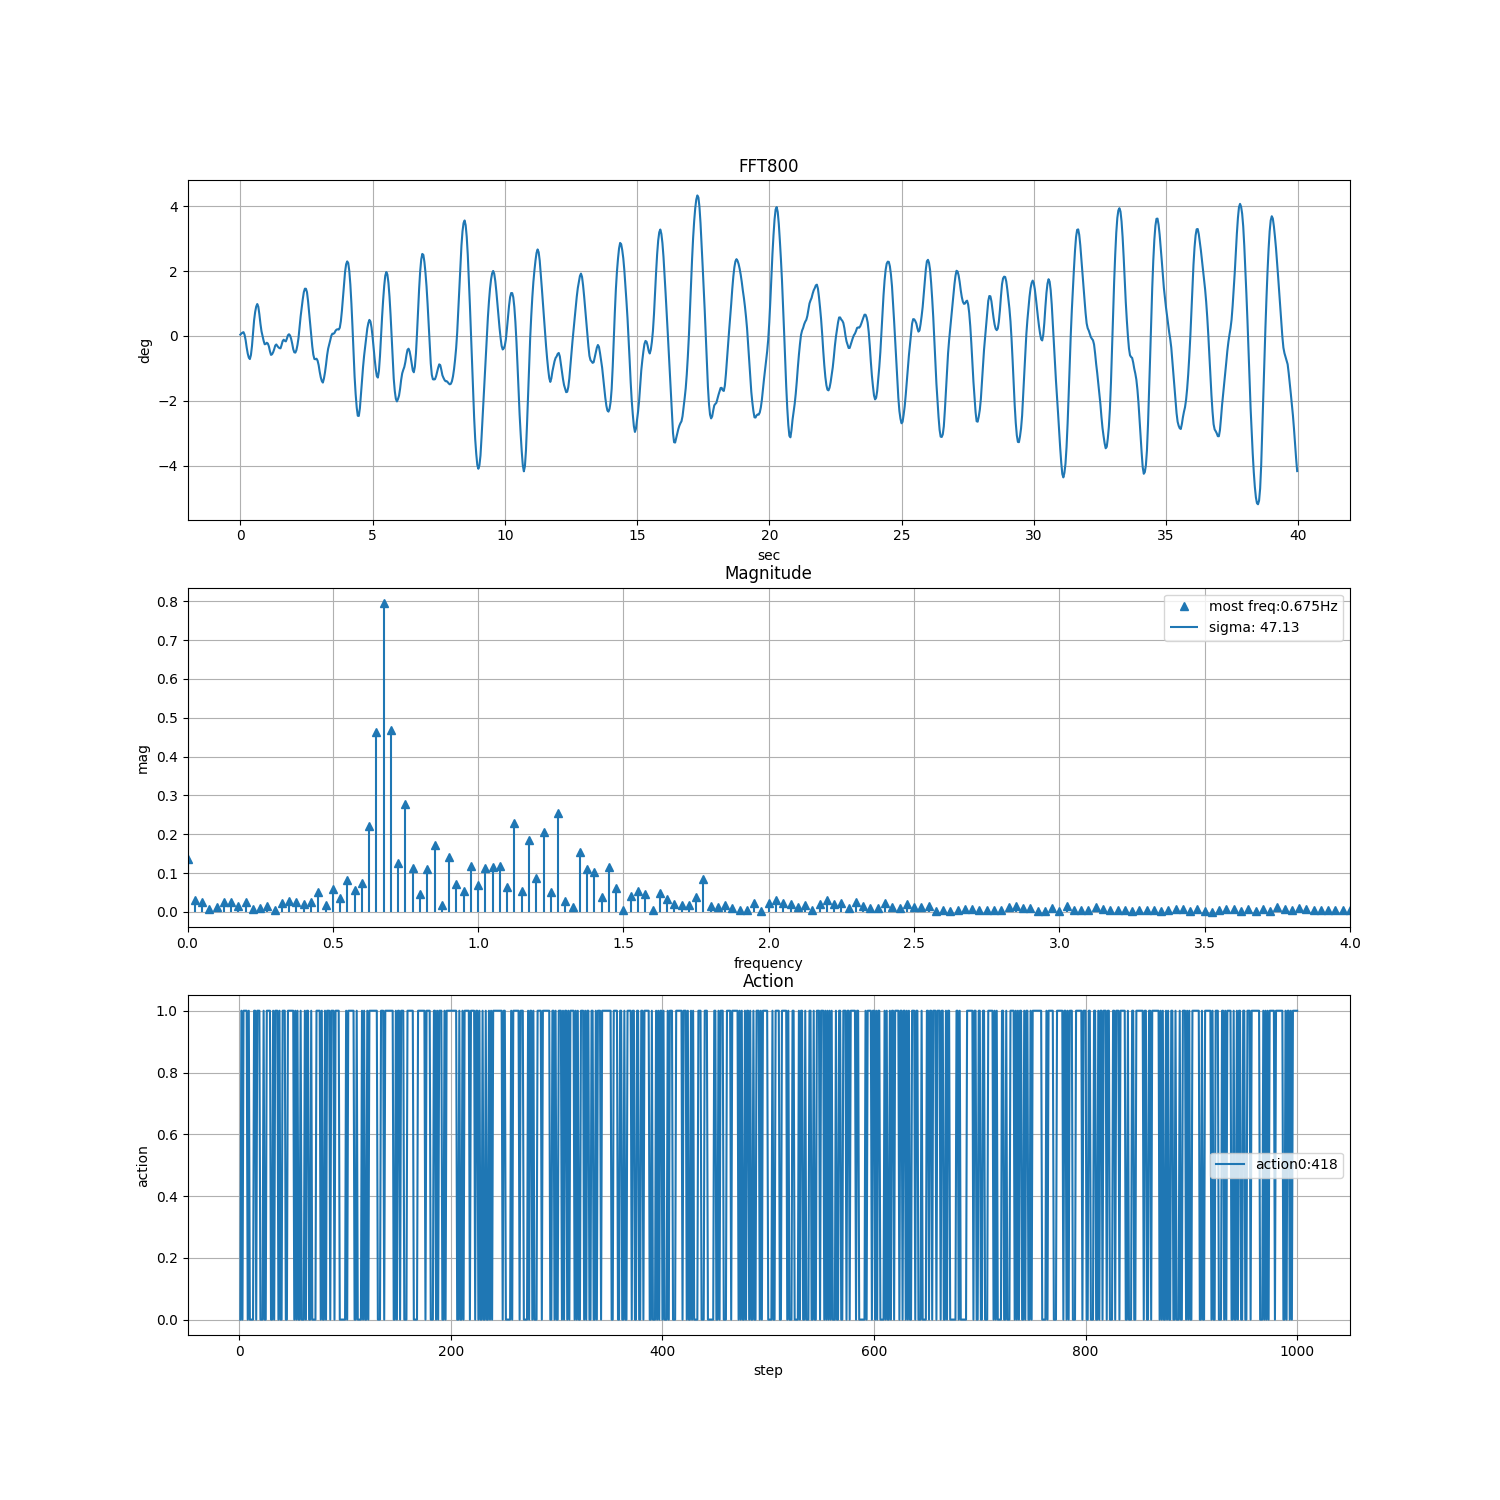 FFT800
4
2
0
−2
−4
deg
0 5 10 15 20 25 30 35 40
sec
Magnitude
most freq:0.675Hz
sigma: 47.13
0.8
0.7
0.6
0.5
0.4
0.3
0.2
0.1
0.0
mag
0.0 0.5 1.0 1.5 2.0 2.5 3.0 3.5 4.0
frequency
Action
1.0
0.8
0.6
0.4
0.2
0.0
action
action0:418
0 200 400 600 800 1000
step